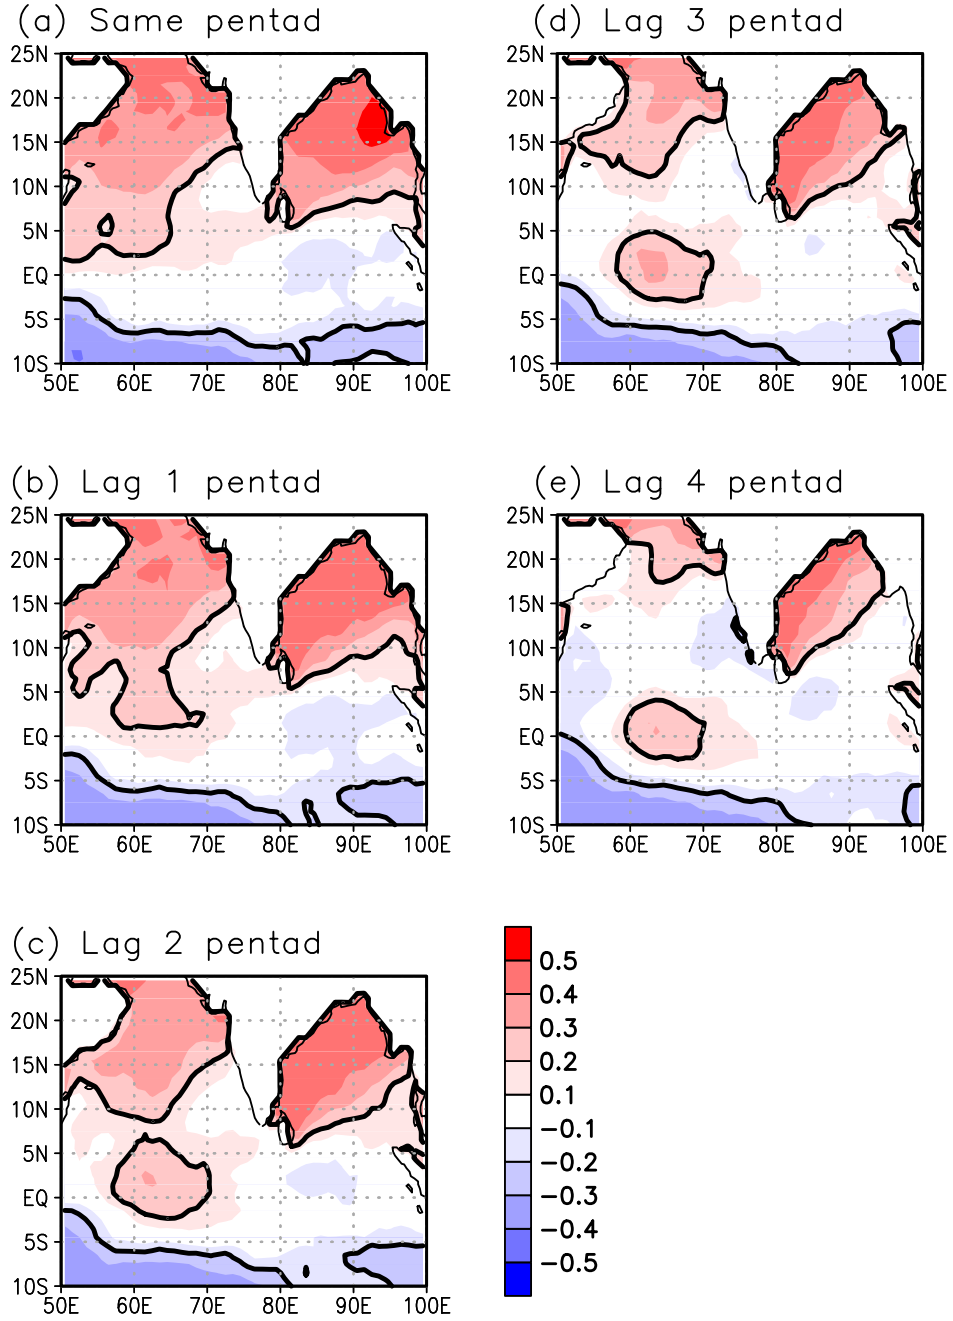 (a) Same pentad
25N
20N
15N
10N
5N
EQ
5S
10S
50E 60E 70E 80E 90E 100E
(d) Lag 3 pentad
25N
20N
15N
10N
5N
EQ
5S
10S
50E 60E 70E 80E 90E 100E
(b) Lag 1 pentad
25N
20N
15N
10N
5N
EQ
5S
10S
50E 60E 70E 80E 90E 100E
(e) Lag 4 pentad
25N
20N
15N
10N
5N
EQ
5S
10S
50E 60E 70E 80E 90E 100E
(c) Lag 2 pentad
25N
20N
15N
10N
5N
EQ
5S
10S
50E 60E 70E 80E 90E 100E
0.5
0.4
0.3
0.2
0.1
−0.1
−0.2
−0.3
−0.4
−0.5